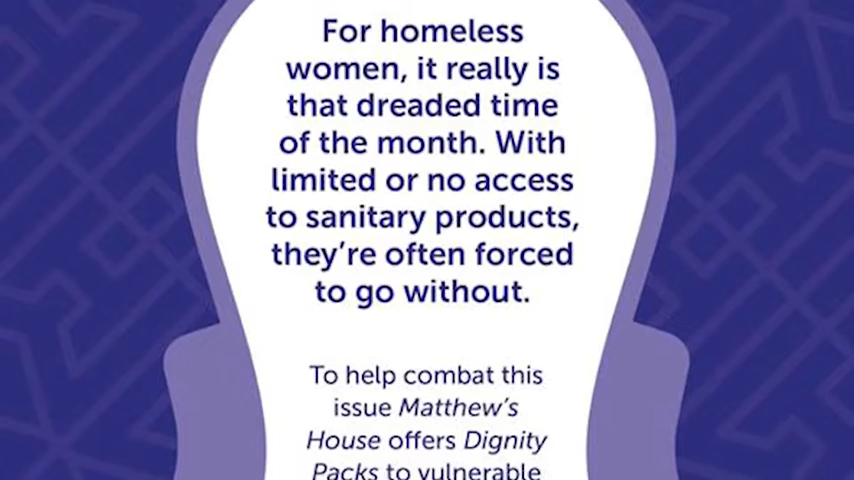 For homeless
women, it really is
that dreaded time
of the month. With
limited or no access
to sanitary products,
they’re often forced
to go without.
To help combat this
issue Matthew’s
House offers Dignity
Packs to vulnerable